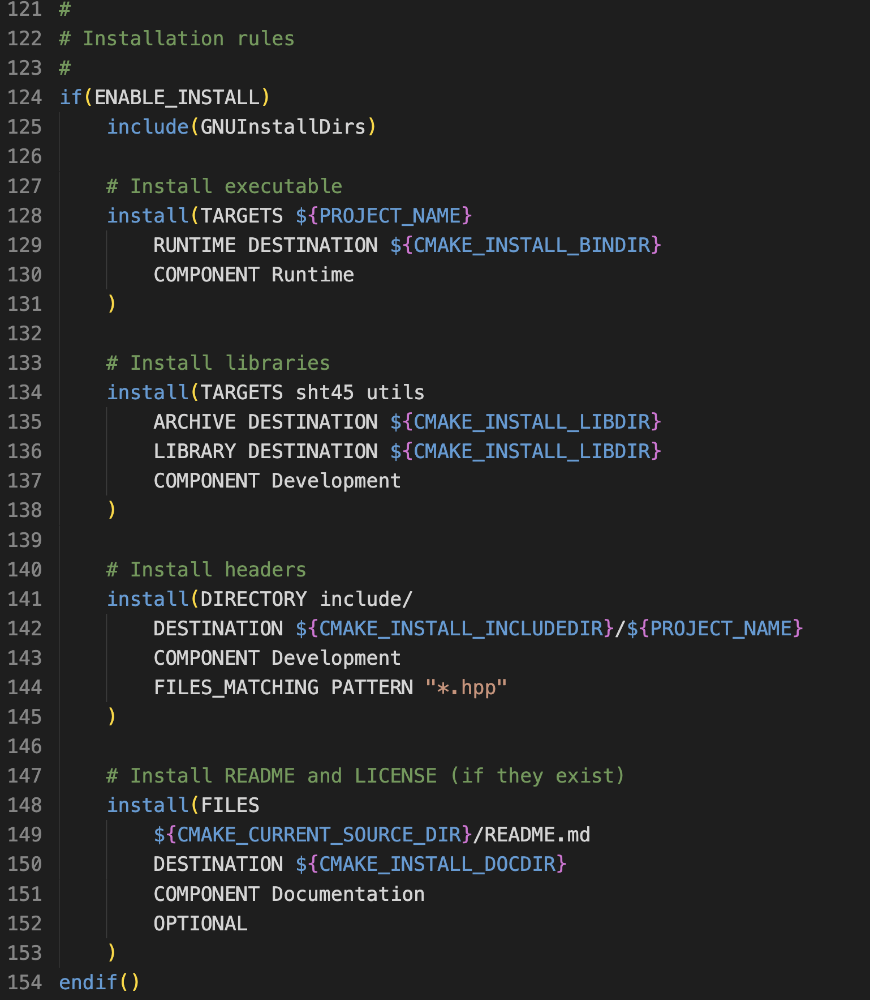 121 #
122 # Installation rules
123 #
124 if(ENABLE_INSTALL)
125     include(GNUInstallDirs)
126
127     # Install executable
128     install(TARGETS ${PROJECT_NAME}
129         RUNTIME DESTINATION ${CMAKE_INSTALL_BINDIR}
130         COMPONENT Runtime
131     )
132
133     # Install libraries
134     install(TARGETS sht45 utils
135         ARCHIVE DESTINATION ${CMAKE_INSTALL_LIBDIR}
136         LIBRARY DESTINATION ${CMAKE_INSTALL_LIBDIR}
137         COMPONENT Development
138     )
139
140     # Install headers
141     install(DIRECTORY include/
142         DESTINATION ${CMAKE_INSTALL_INCLUDEDIR}/${PROJECT_NAME}
143         COMPONENT Development
144         FILES_MATCHING PATTERN "*.hpp"
145     )
146
147     # Install README and LICENSE (if they exist)
148     install(FILES
149         ${CMAKE_CURRENT_SOURCE_DIR}/README.md
150         DESTINATION ${CMAKE_INSTALL_DOCDIR}
151         COMPONENT Documentation
152         OPTIONAL
153     )
154 endif()